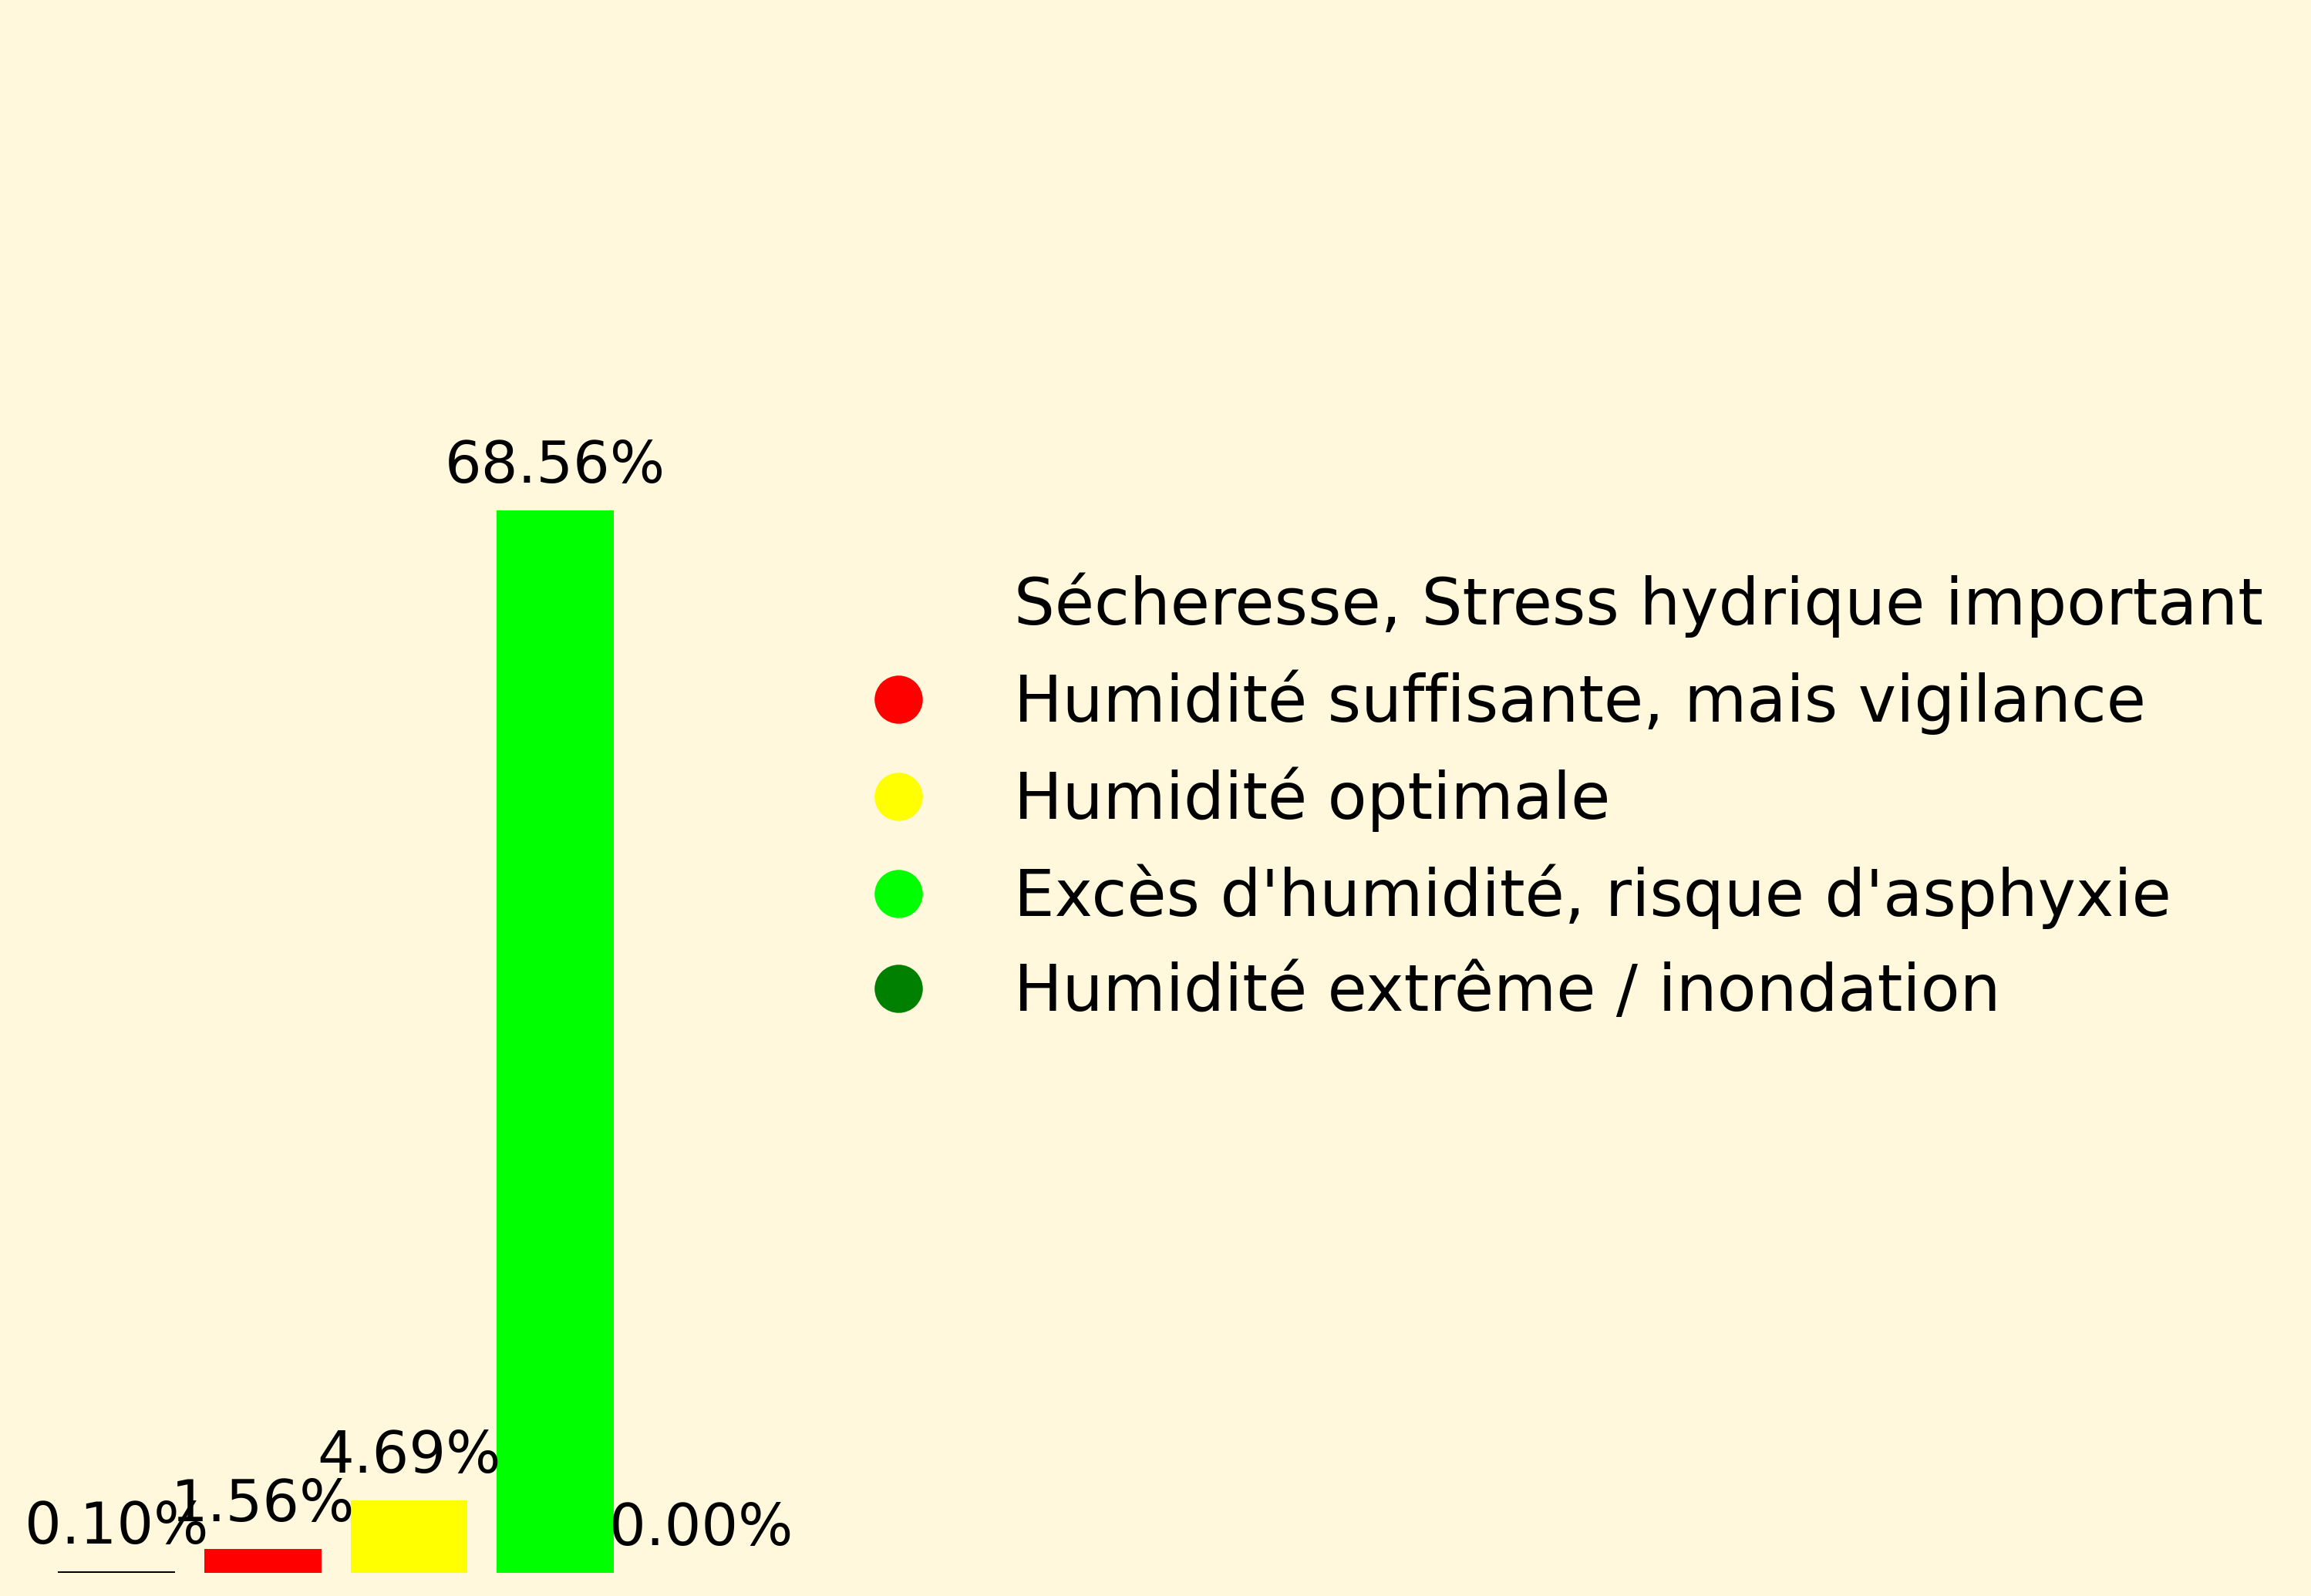 68.56%
Sécheresse, Stress hydrique important
Humidité suffisante, mais vigilance
Humidité optimale
Excès d'humidité, risque d'asphyxie
Humidité extrême / inondation
4.69%
1.56%
0.10%
0.00%